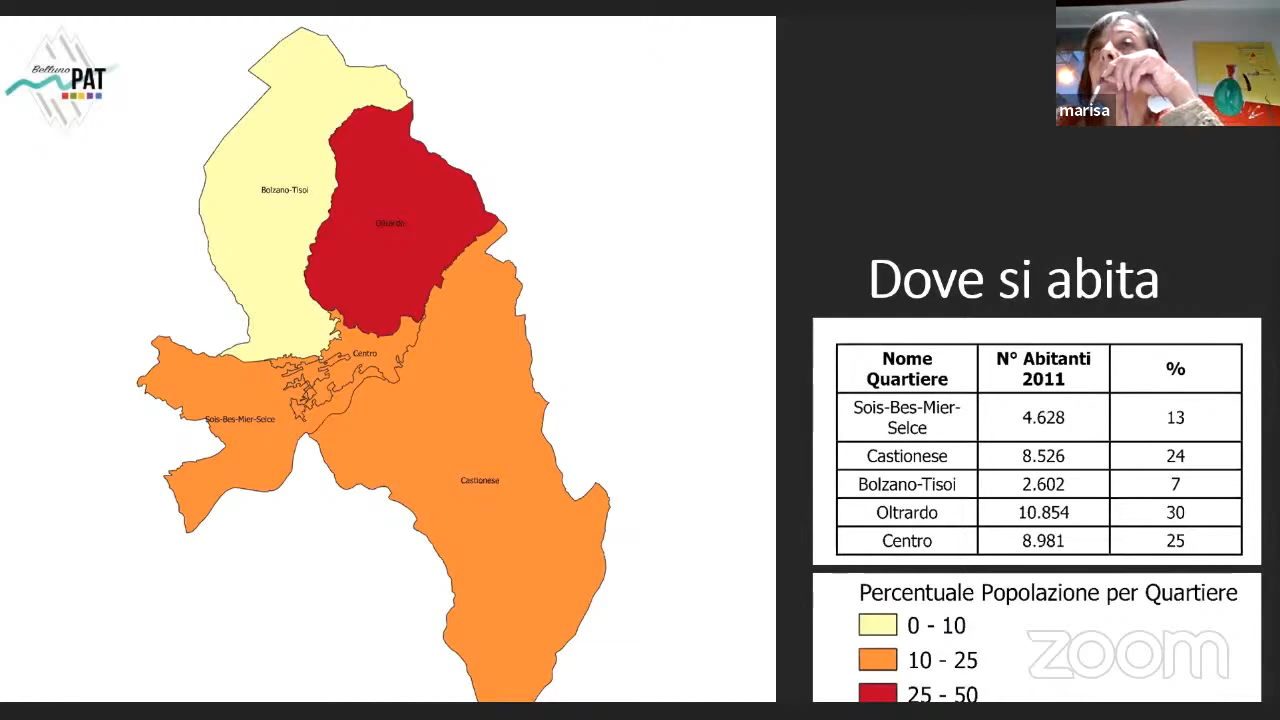 Belluno
PAT
marisa
Bolzano-Tisoi
Oltrardo
Centro
Sois-Bes-Mier-Selce
Castionese
Dove si abita
Nome Quartiere
N° Abitanti 2011
%
Sois-Bes-Mier-Selce
4.628
13
Castionese
8.526
24
Bolzano-Tisoi
2.602
7
Oltrardo
10.854
30
Centro
8.981
25
Percentuale Popolazione per Quartiere
0 - 10
10 - 25
25 - 50
zoom